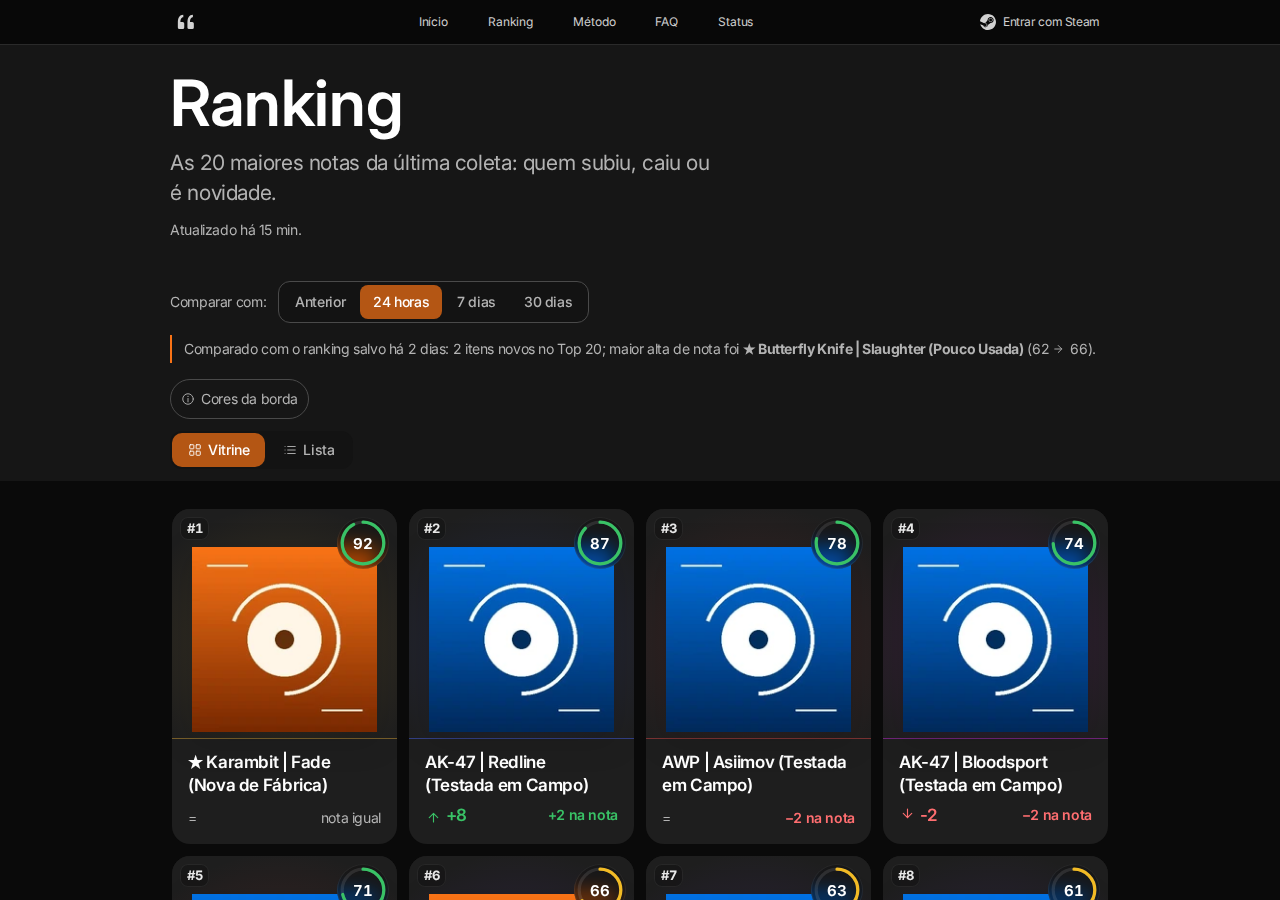 Início Ranking Método FAQ Status Entrar com Steam
Ranking
As 20 maiores notas da última coleta: quem subiu, caiu ou
é novidade.
Atualizado há 15 min.
Comparar com: Anterior 24 horas 7 dias 30 dias
Comparado com o ranking salvo há 2 dias: 2 itens novos no Top 20; maior alta de nota foi ★ Butterfly Knife | Slaughter (Pouco Usada) (62 → 66).
Cores da borda
Vitrine Lista
#1 92 #2 87 #3 78 #4 74
★ Karambit | Fade
(Nova de Fábrica)
= nota igual
AK-47 | Redline
(Testada em Campo)
↑ +8 +2 na nota
AWP | Asiimov (Testada
em Campo)
= −2 na nota
AK-47 | Bloodsport
(Testada em Campo)
↓ -2 −2 na nota
#5 71 #6 66 #7 63 #8 61